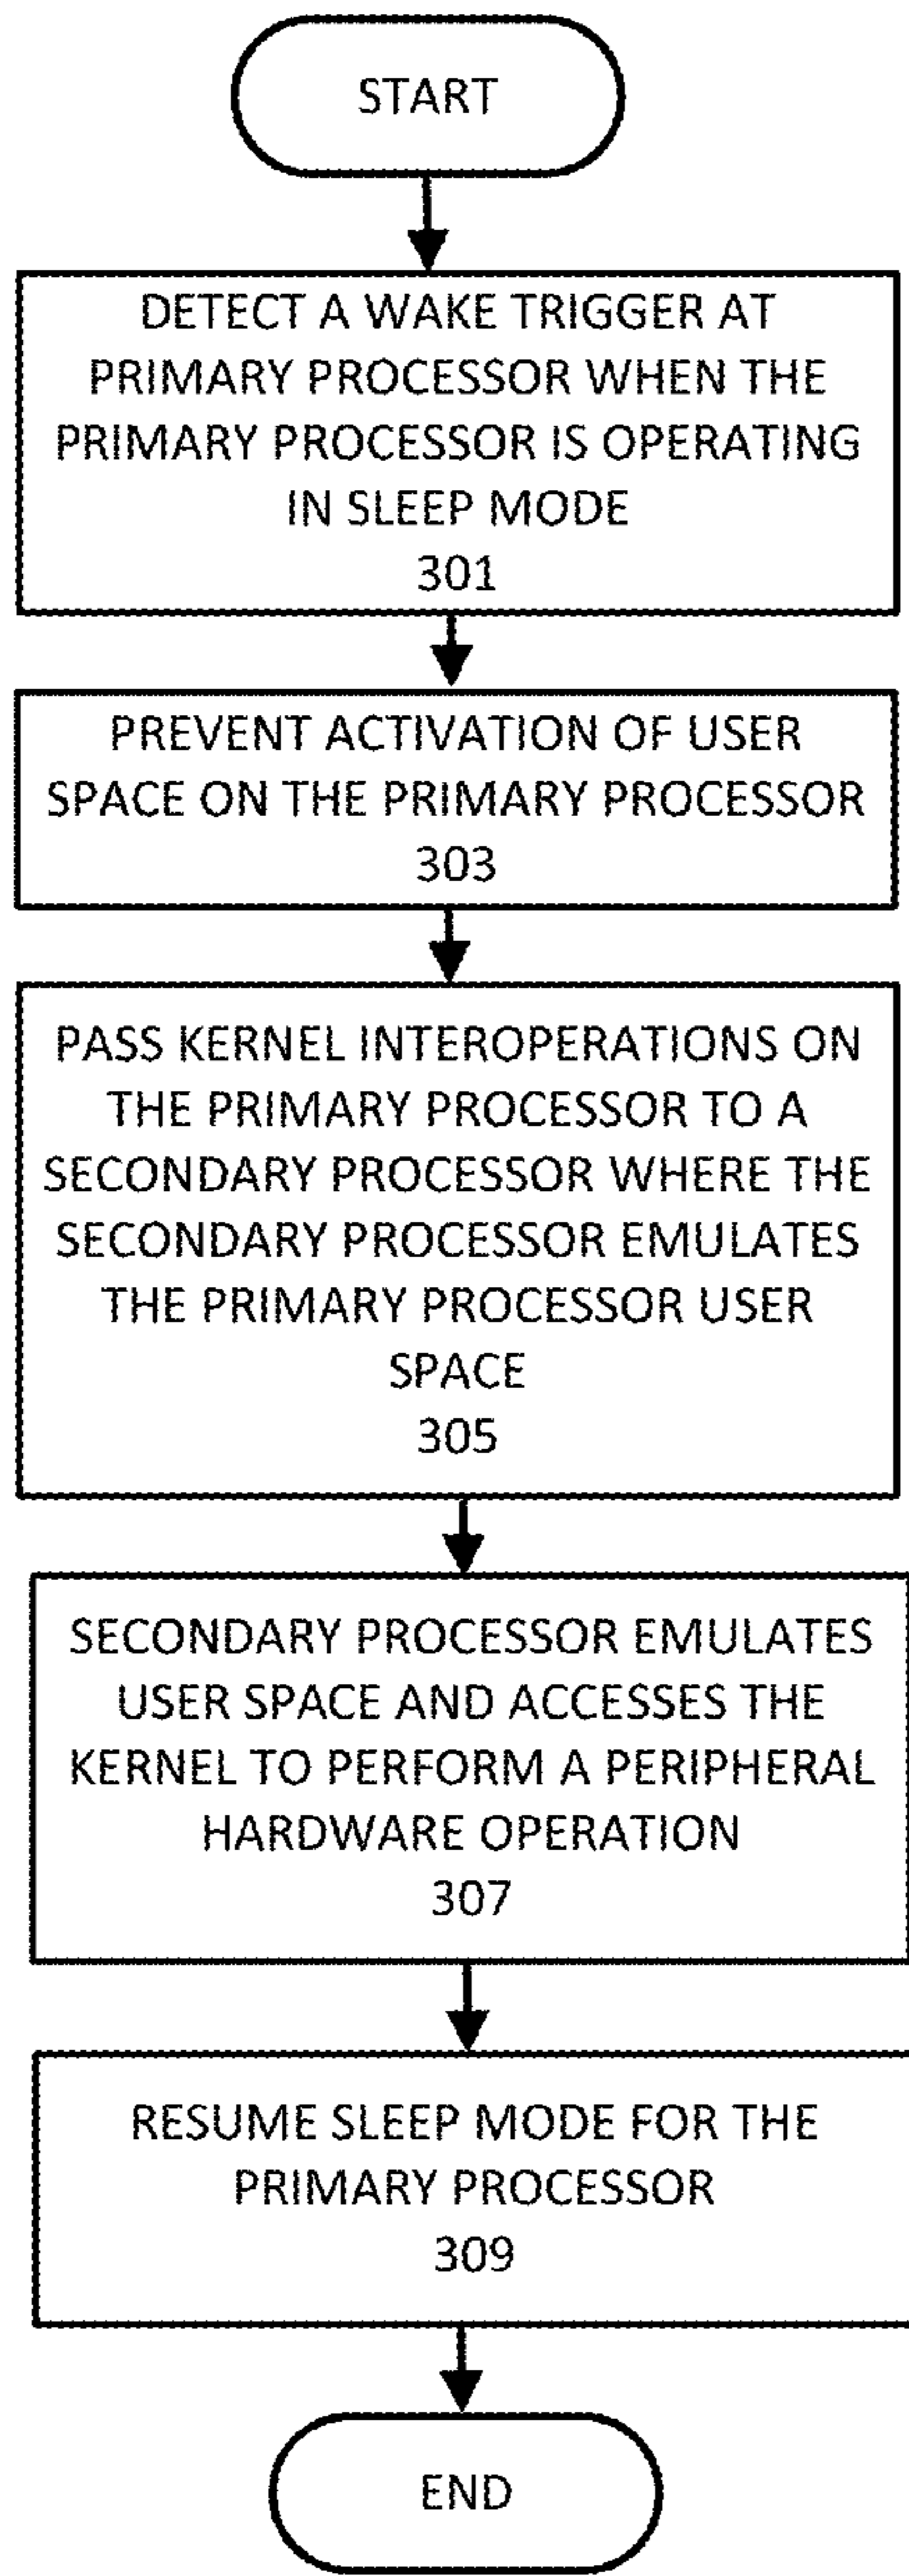 START
DETECT A WAKE TRIGGER AT
PRIMARY PROCESSOR WHEN THE
PRIMARY PROCESSOR IS OPERATING
IN SLEEP MODE
301
PREVENT ACTIVATION OF USER
SPACE ON THE PRIMARY PROCESSOR
303
PASS KERNEL INTEROPERATIONS ON
THE PRIMARY PROCESSOR TO A
SECONDARY PROCESSOR WHERE THE
SECONDARY PROCESSOR EMULATES
THE PRIMARY PROCESSOR USER
SPACE
305
SECONDARY PROCESSOR EMULATES
USER SPACE AND ACCESSES THE
KERNEL TO PERFORM A PERIPHERAL
HARDWARE OPERATION
307
RESUME SLEEP MODE FOR THE
PRIMARY PROCESSOR
309
END